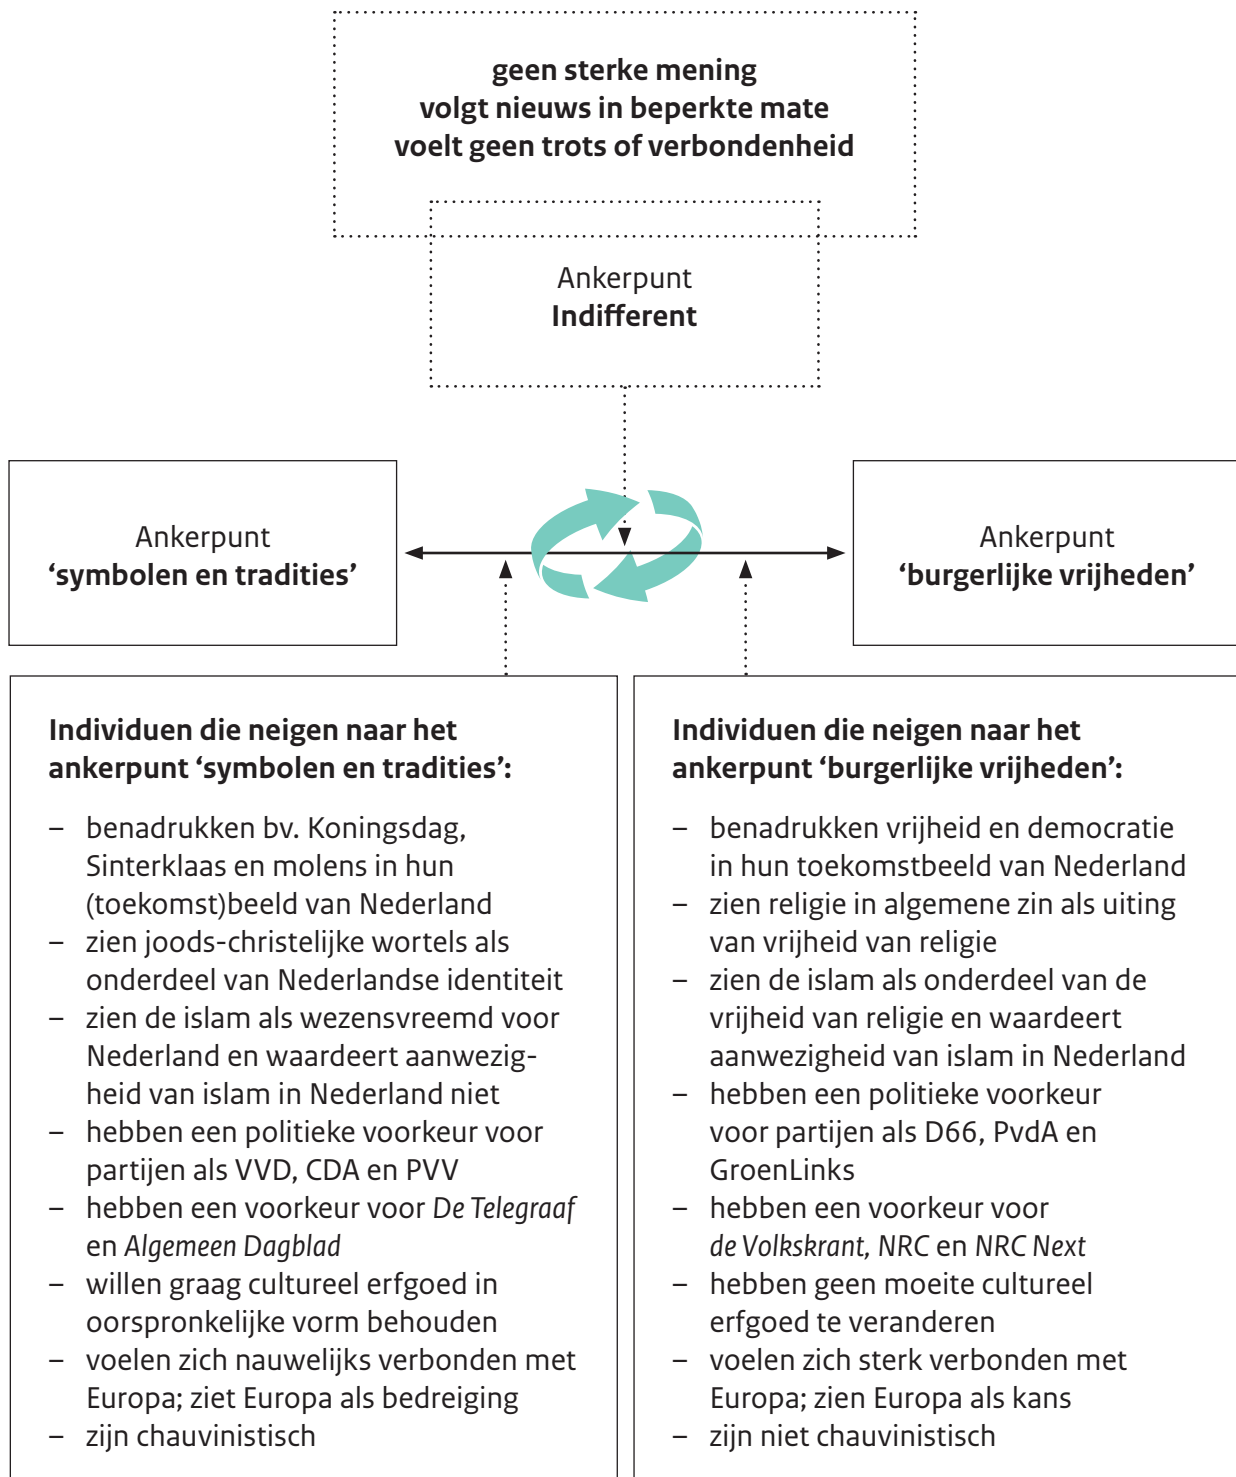 geen sterke mening
volgt nieuws in beperkte mate
voelt geen trots of verbondenheid
Ankerpunt
Indifferent
Ankerpunt
‘symbolen en tradities’
Ankerpunt
‘burgerlijke vrijheden’
Individuen die neigen naar het
ankerpunt ‘symbolen en tradities’:
– benadrukken bv. Koningsdag,
Sinterklaas en molens in hun
(toekomst)beeld van Nederland
– zien joods-christelijke wortels als
onderdeel van Nederlandse identiteit
– zien de islam als wezensvreemd voor
Nederland en waardeert aanwezig-
heid van islam in Nederland niet
– hebben een politieke voorkeur voor
partijen als VVD, CDA en PVV
– hebben een voorkeur voor De Telegraaf
en Algemeen Dagblad
– willen graag cultureel erfgoed in
oorspronkelijke vorm behouden
– voelen zich nauwelijks verbonden met
Europa; ziet Europa als bedreiging
– zijn chauvinistisch
Individuen die neigen naar het
ankerpunt ‘burgerlijke vrijheden’:
– benadrukken vrijheid en democratie
in hun toekomstbeeld van Nederland
– zien religie in algemene zin als uiting
van vrijheid van religie
– zien de islam als onderdeel van de
vrijheid van religie en waardeert
aanwezigheid van islam in Nederland
– hebben een politieke voorkeur
voor partijen als D66, PvdA en
GroenLinks
– hebben een voorkeur voor
de Volkskrant, NRC en NRC Next
– hebben geen moeite cultureel
erfgoed te veranderen
– voelen zich sterk verbonden met
Europa; zien Europa als kans
– zijn niet chauvinistisch